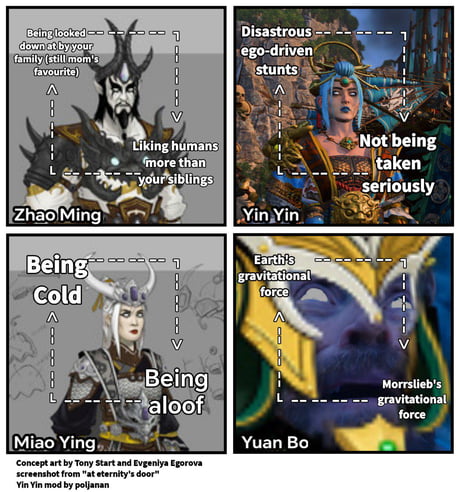 Being looked
down at by your
family (still mom's
favourite)
Liking humans
more than
your siblings
Zhao Ming
Disastrous
ego-driven
stunts
Not being
taken
seriously
Yin Yin
Being
Cold
Being
aloof
Miao Ying
Earth's
gravitational
force
Morrslieb's
gravitational
force
Yuan Bo
Concept art by Tony Start and Evgeniya Egorova
screenshot from "at eternity's door"
Yin Yin mod by poljanan